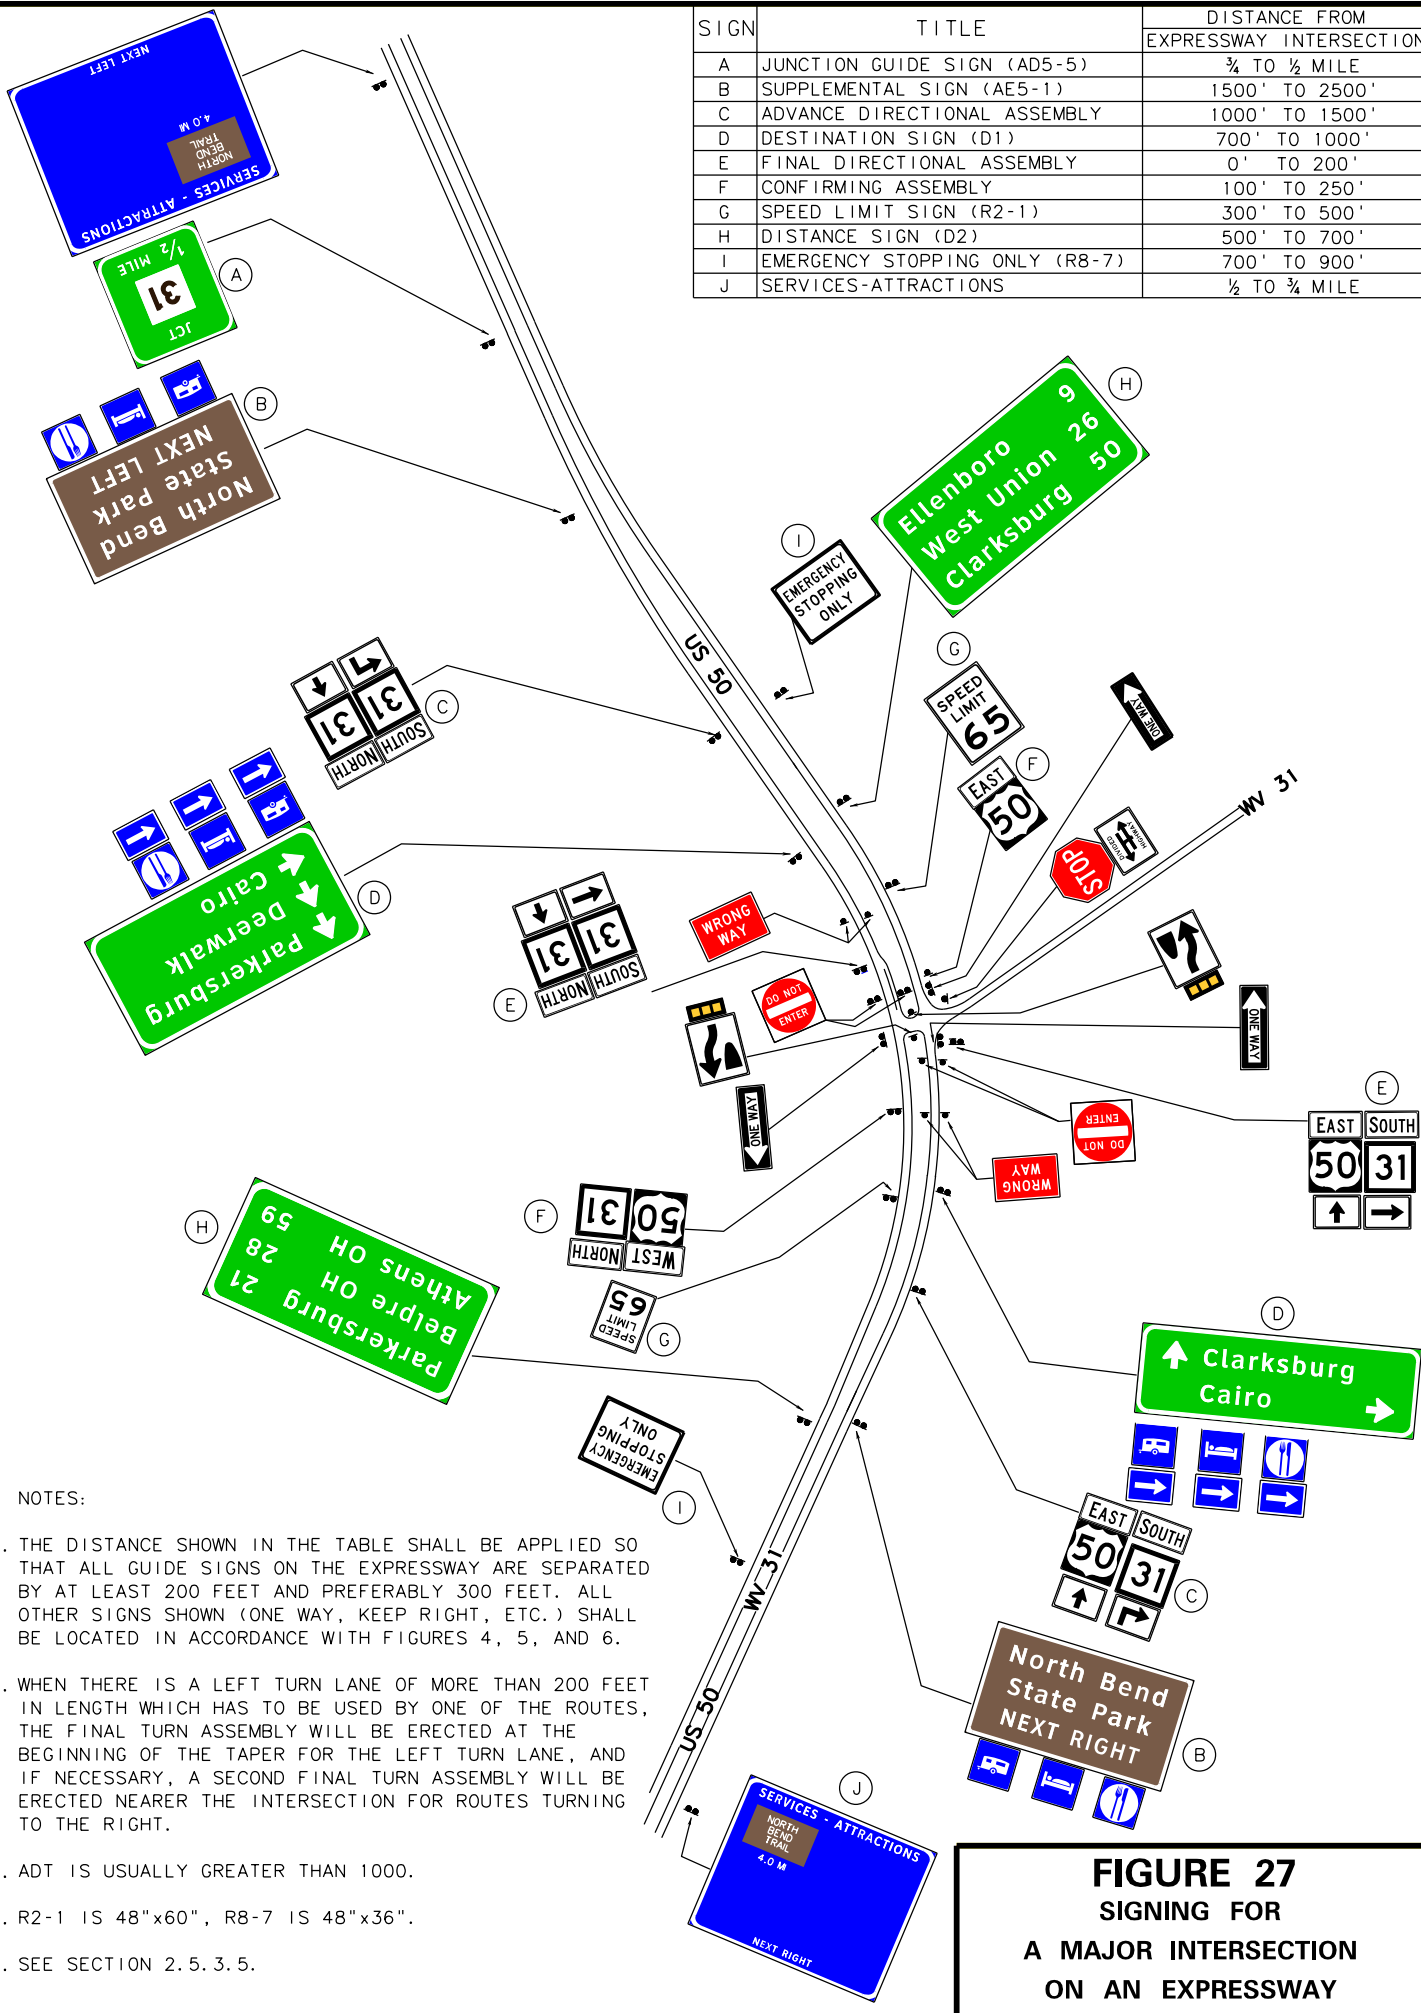 SIGN TITLE DISTANCE FROM EXPRESSWAY INTERSECTION
A JUNCTION GUIDE SIGN (AD5-5) ¾ TO ½ MILE
B SUPPLEMENTAL SIGN (AE5-1) 1500' TO 2500'
C ADVANCE DIRECTIONAL ASSEMBLY 1000' TO 1500'
D DESTINATION SIGN (D1) 700' TO 1000'
E FINAL DIRECTIONAL ASSEMBLY 0' TO 200'
F CONFIRMING ASSEMBLY 100' TO 250'
G SPEED LIMIT SIGN (R2-1) 300' TO 500'
H DISTANCE SIGN (D2) 500' TO 700'
I EMERGENCY STOPPING ONLY (R8-7) 700' TO 900'
J SERVICES-ATTRACTIONS ½ TO ¾ MILE
SERVICES - ATTRACTIONS
NORTH
BEND
TRAIL
4.0 MI
NEXT LEFT
JCT
31
1/2 MILE
A
North Bend
State Park
NEXT LEFT
B
SOUTH NORTH
31 31
C
Parkersburg
Deerwalk
Cairo
D
SOUTH NORTH
31 31
E
WRONG
WAY
DO NOT
ENTER
ONE WAY
Ellenboro 9
West Union 26
Clarksburg 50
H
EMERGENCY
STOPPING
ONLY
I
SPEED
LIMIT
65
G
EAST
50
F
ONE WAY
STOP
DIVIDED
HIGHWAY
US 50
WV 31
ONE WAY
DO NOT
ENTER
WRONG
WAY
EAST SOUTH
50 31
E
WEST NORTH
50 31
F
SPEED
LIMIT
65
G
Parkersburg 21
Belpre OH 28
Athens OH 59
H
EMERGENCY
STOPPING
ONLY
I
Clarksburg
Cairo
D
EAST SOUTH
50 31
C
North Bend
State Park
NEXT RIGHT
B
WV 31
US 50
SERVICES - ATTRACTIONS
NORTH
BEND
TRAIL
4.0 MI
NEXT RIGHT
J
NOTES:
. THE DISTANCE SHOWN IN THE TABLE SHALL BE APPLIED SO
THAT ALL GUIDE SIGNS ON THE EXPRESSWAY ARE SEPARATED
BY AT LEAST 200 FEET AND PREFERABLY 300 FEET. ALL
OTHER SIGNS SHOWN (ONE WAY, KEEP RIGHT, ETC.) SHALL
BE LOCATED IN ACCORDANCE WITH FIGURES 4, 5, AND 6.
. WHEN THERE IS A LEFT TURN LANE OF MORE THAN 200 FEET
IN LENGTH WHICH HAS TO BE USED BY ONE OF THE ROUTES,
THE FINAL TURN ASSEMBLY WILL BE ERECTED AT THE
BEGINNING OF THE TAPER FOR THE LEFT TURN LANE, AND
IF NECESSARY, A SECOND FINAL TURN ASSEMBLY WILL BE
ERECTED NEARER THE INTERSECTION FOR ROUTES TURNING
TO THE RIGHT.
. ADT IS USUALLY GREATER THAN 1000.
. R2-1 IS 48"x60", R8-7 IS 48"x36".
. SEE SECTION 2.5.3.5.
FIGURE 27
SIGNING FOR
A MAJOR INTERSECTION
ON AN EXPRESSWAY